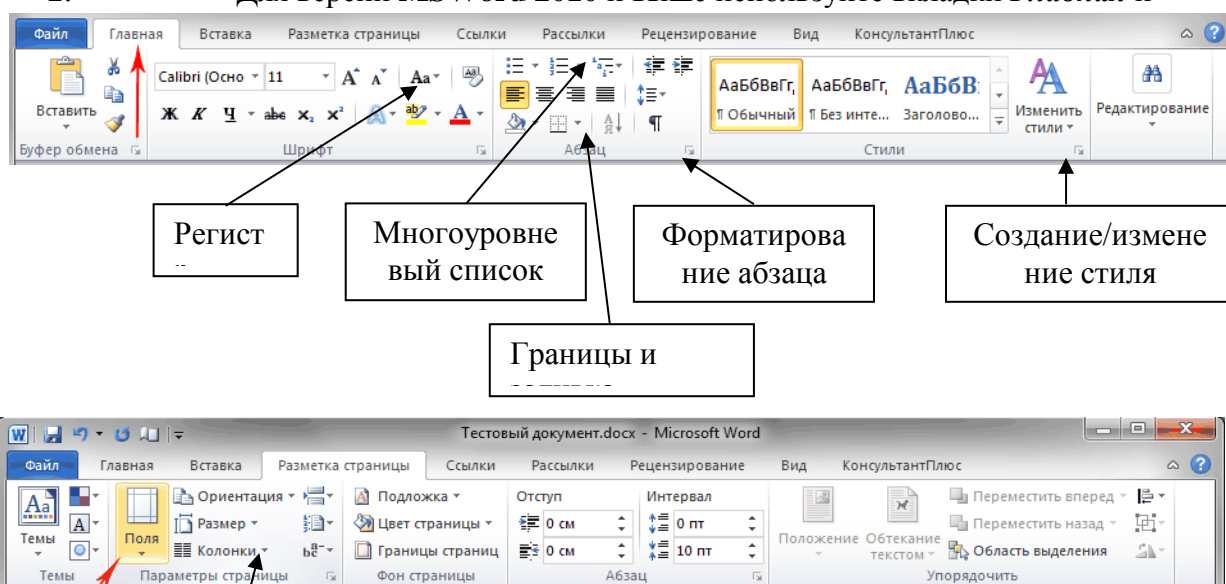 Файл Главная Вставка Разметка страницы Ссылки Рассылки Рецензирование Вид КонсультантПлюс
Calibri (Осно 11 Аа
АаБбВвГг, АаБбВвГг, АаБбВ
Вставить Ж К Ч abc x₂ x² А
¶ Обычный ¶ Без инте... Заголово... Изменить стили Редактирование
Буфер обмена Шрифт Абзац Стили
Регист
Многоуровне
вый список
Форматирова
ние абзаца
Создание/измене
ние стиля
Границы и
Тестовый документ.docx - Microsoft Word
Файл Главная Вставка Разметка страницы Ссылки Рассылки Рецензирование Вид КонсультантПлюс
Ориентация Подложка Отступ Интервал Переместить вперед
Темы Поля Размер Цвет страницы 0 см 0 пт Положение Обтекание текстом Переместить назад
Колонки Границы страниц 0 см 10 пт Область выделения
Темы Параметры страницы Фон страницы Абзац Упорядочить